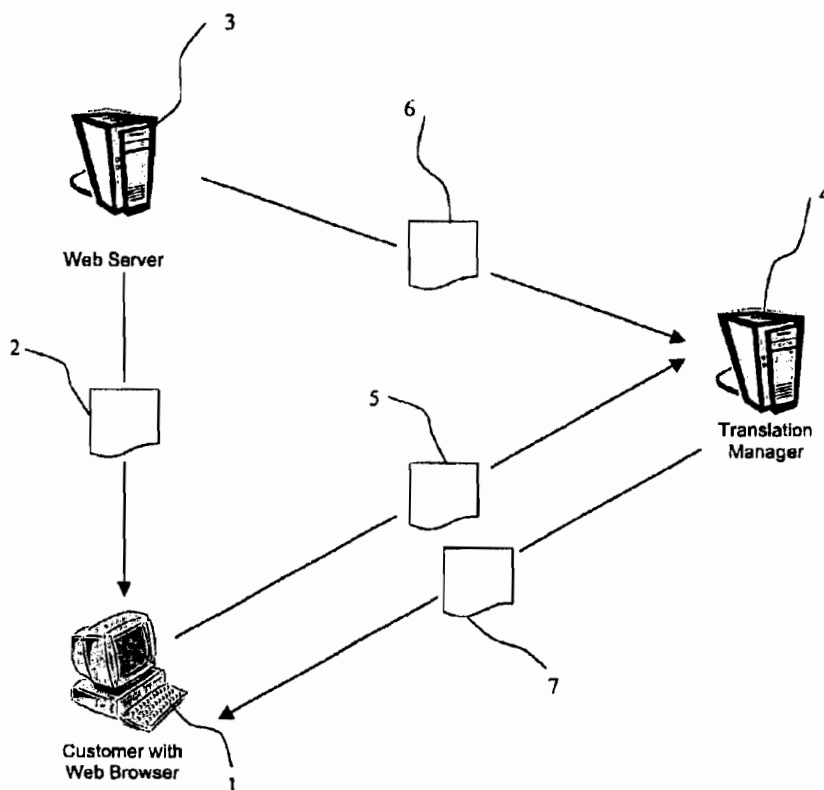 3
6
4
Web Server
2
5
Translation
Manager
7
Customer with
Web Browser
1